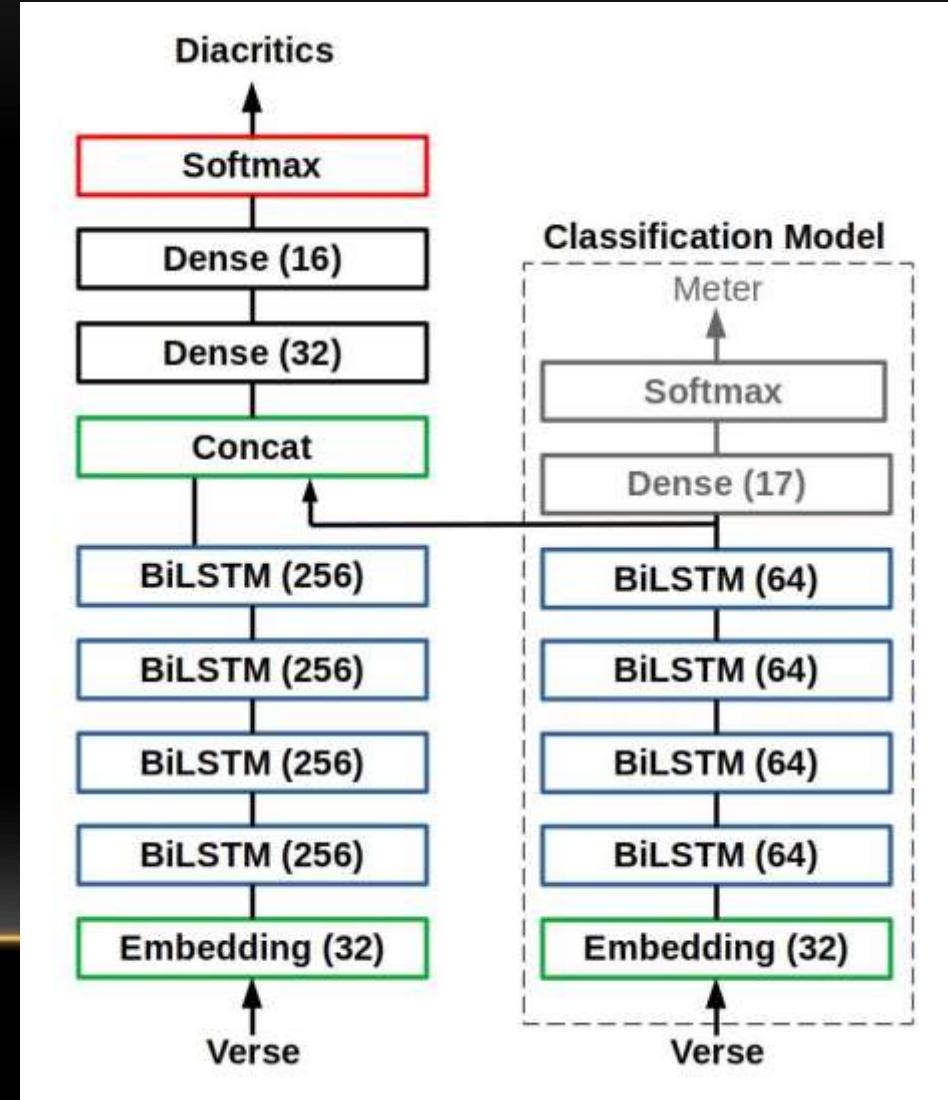 Diacritics
Softmax
Dense (16)
Dense (32)
Concat
BiLSTM (256)
BiLSTM (256)
BiLSTM (256)
BiLSTM (256)
Embedding (32)
Verse
Classification Model
Meter
Softmax
Dense (17)
BiLSTM (64)
BiLSTM (64)
BiLSTM (64)
BiLSTM (64)
Embedding (32)
Verse